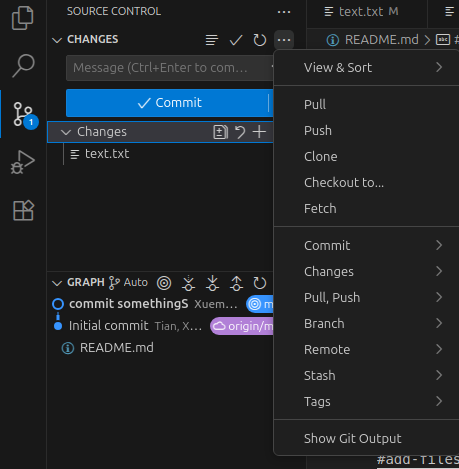 SOURCE CONTROL
text.txt M
CHANGES
README.md > abc #
Message (Ctrl+Enter to com...
Commit
Changes
text.txt
1
GRAPH Auto
commit somethingS Xuem... m
Initial commit Tian, X... origin/m
README.md
View & Sort
Pull
Push
Clone
Checkout to...
Fetch
Commit
Changes
Pull, Push
Branch
Remote
Stash
Tags
Show Git Output
#add-files